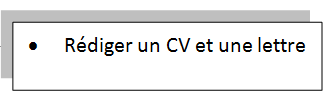 • Rédiger un CV et une lettre